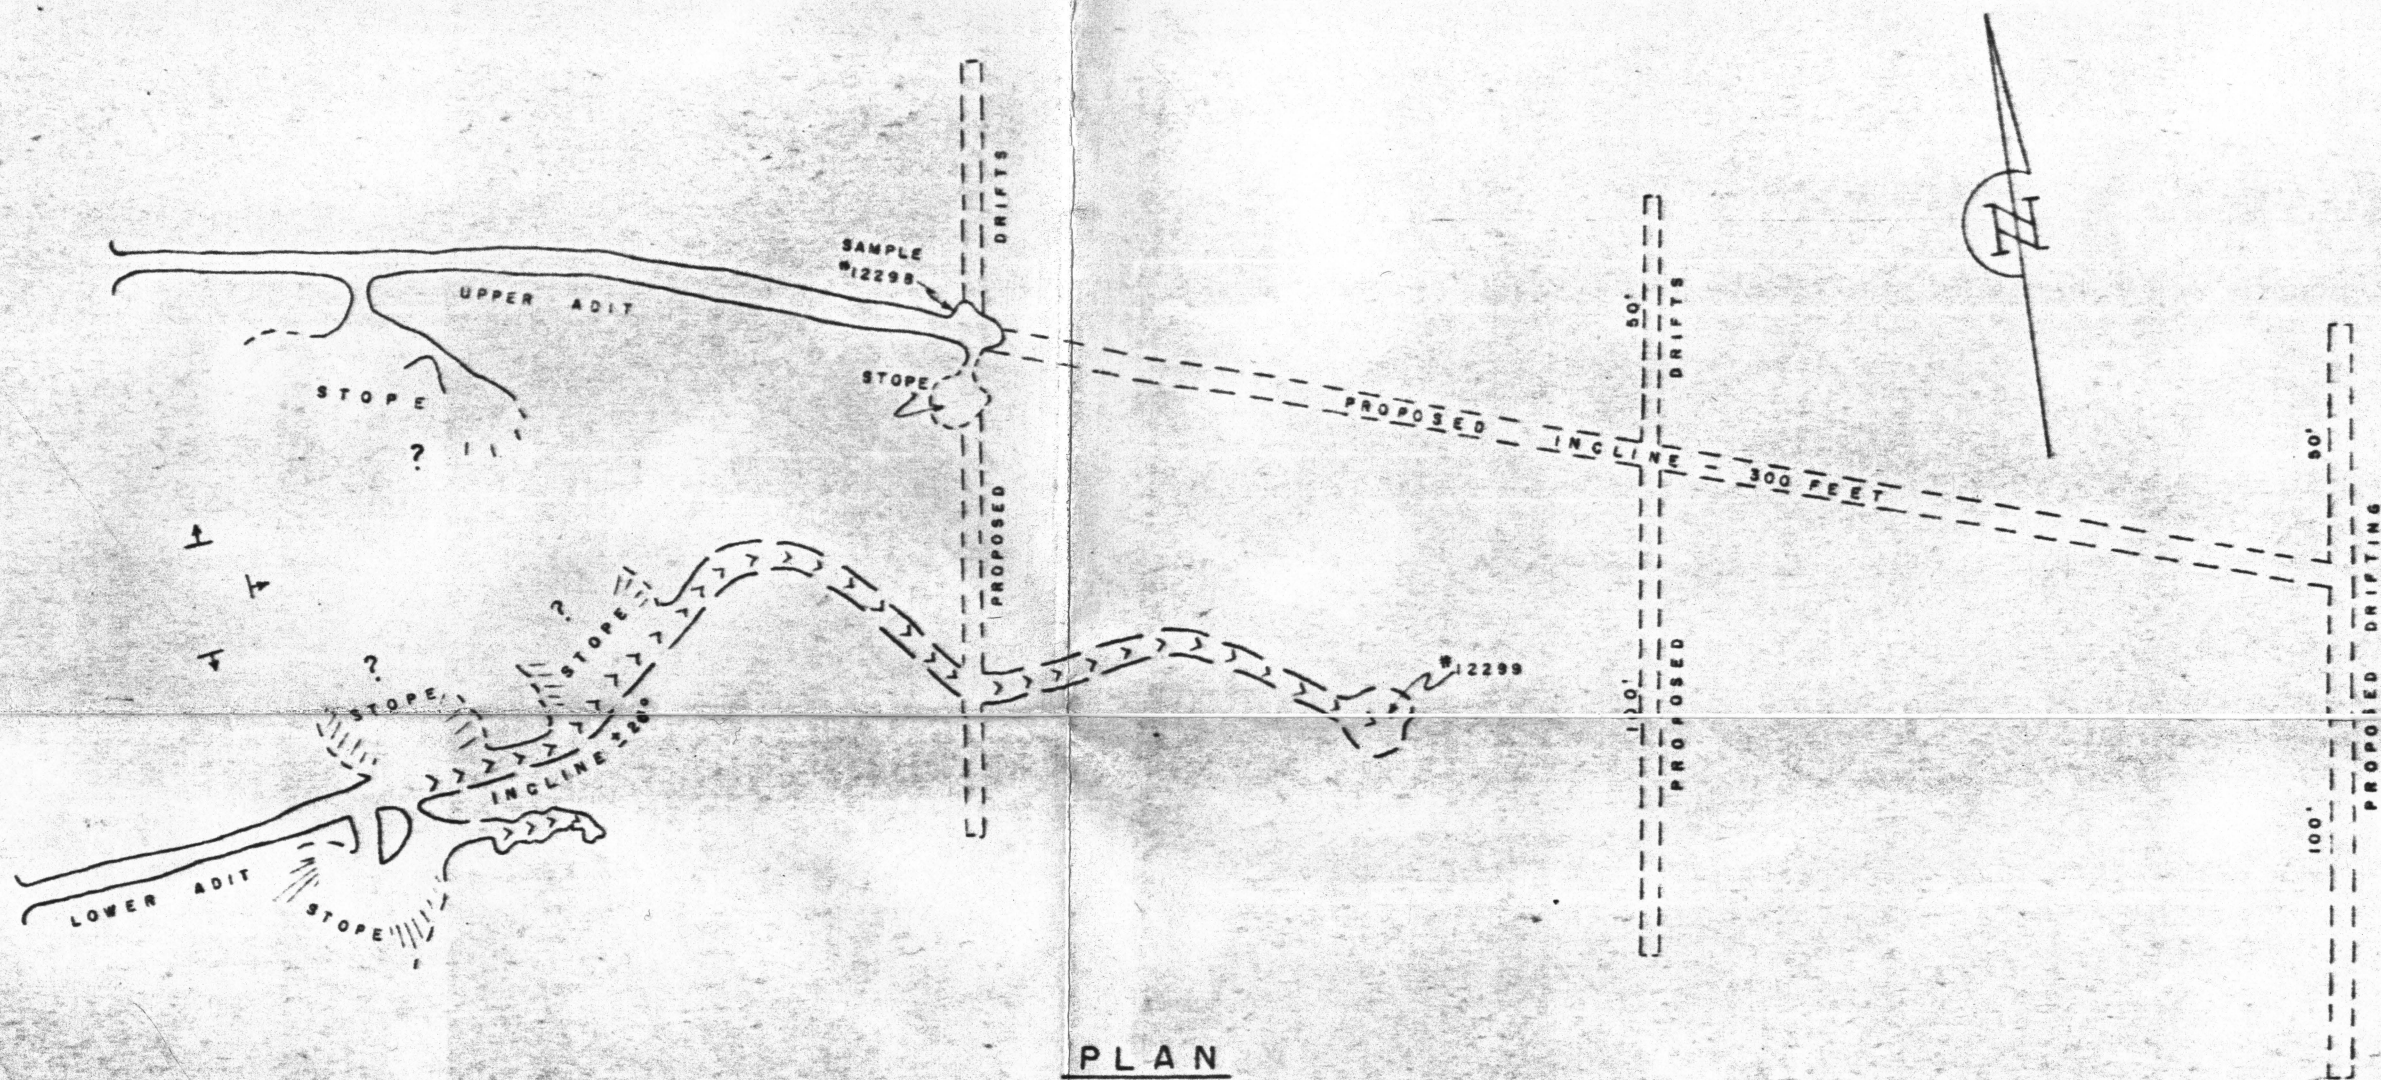 N
DRIFTS
SAMPLE
#12298
UPPER ADIT
STOPE
?
STOPE
PROPOSED
50'
DRIFTS
PROPOSED INCLINE - 300 FEET
50'
PROPOSED DRIFTING
100'
PROPOSED
?
STOPE
?
STOPE
INCLINE ±20°
#12299
LOWER ADIT
STOPE
PLAN